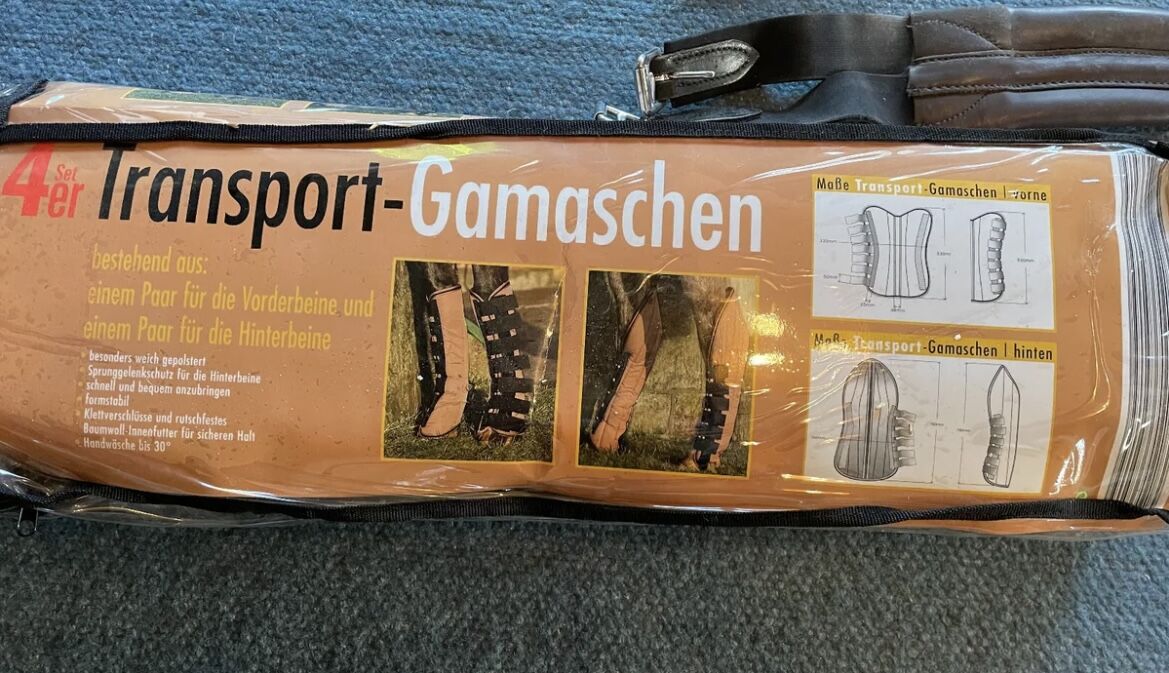 4er Set
Transport-Gamaschen
bestehend aus:
einem Paar für die Vorderbeine und
einem Paar für die Hinterbeine
· besonders weich gepolstert
Sprunggelenkschutz für die Hinterbeine
schnell und bequem anzubringen
formstabil
· Klettverschlüsse und rutschfestes
Baumwoll-Innenfutter für sicheren Halt
· Handwäsche bis 30°
Maße Transport-Gamaschen | vorne
Maße Transport-Gamaschen | hinten